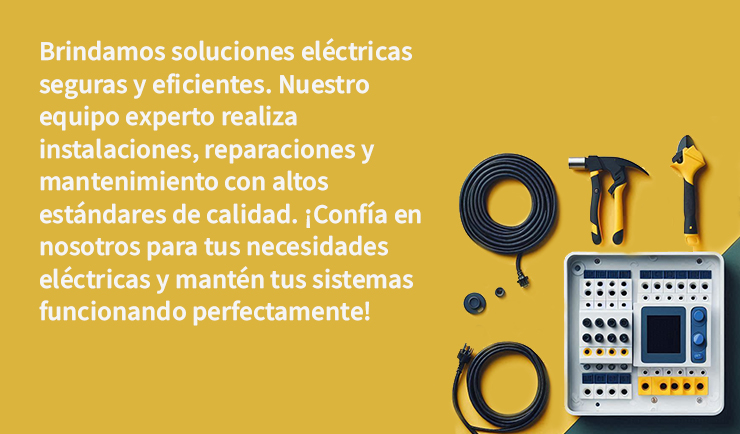 Brindamos soluciones eléctricas
seguras y eficientes. Nuestro
equipo experto realiza
instalaciones, reparaciones y
mantenimiento con altos
estándares de calidad. ¡Confía en
nosotros para tus necesidades
eléctricas y mantén tus sistemas
funcionando perfectamente!